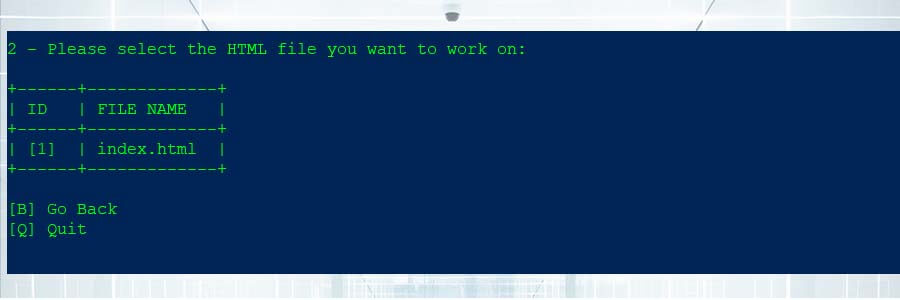 2 - Please select the HTML file you want to work on:
+------+-------------+
| ID   | FILE NAME   |
+------+-------------+
| [1]  | index.html  |
+------+-------------+
[B] Go Back
[Q] Quit